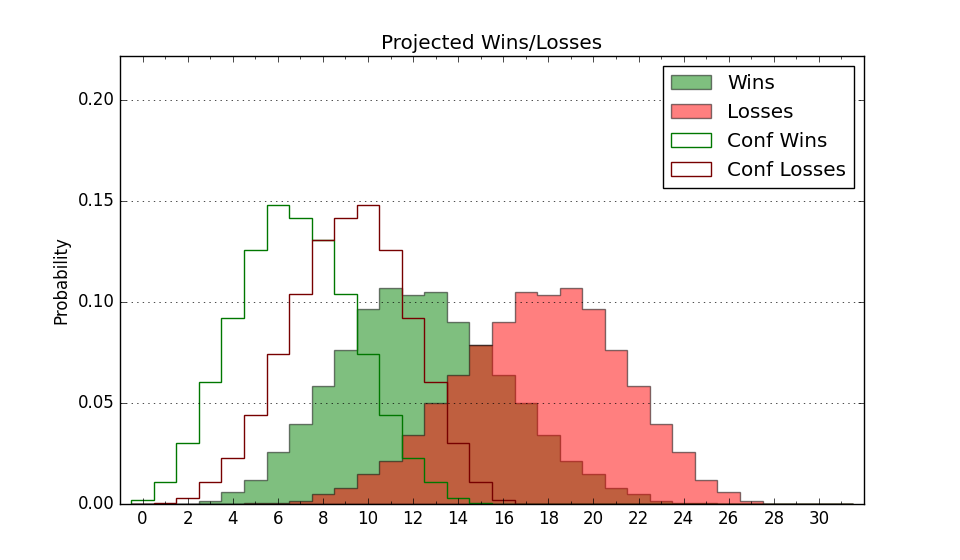 Projected Wins/Losses
Wins
Losses
Conf Wins
Conf Losses
0.20
0.15
0.10
0.05
0.00
Probability
0 2 4 6 8 10 12 14 16 18 20 22 24 26 28 30